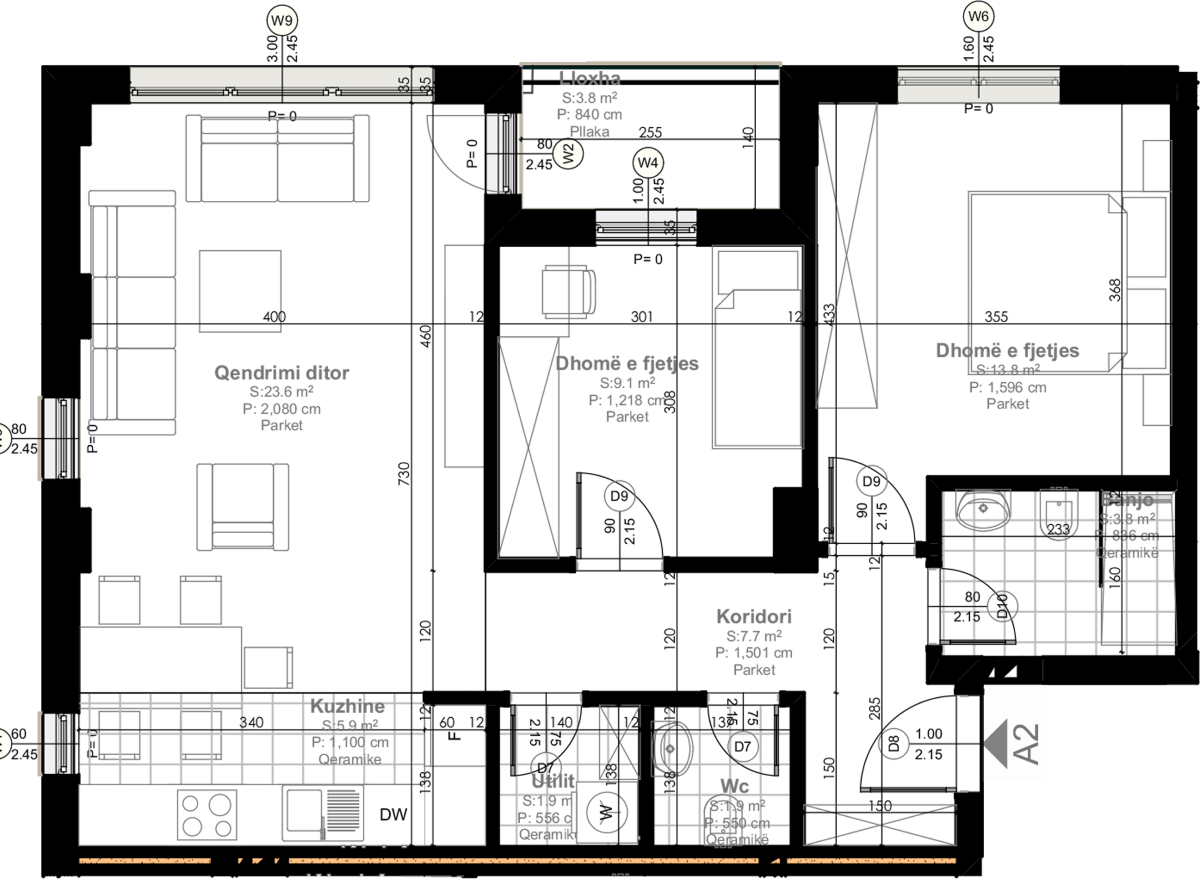 W9
3.00
2.45
W6
1.60
2.45
35
35
P= 0
Lloxha
S:3.8 m²
P: 840 cm
Pllaka
255
140
80
2.45
W2
P= 0
W4
1.00
2.45
35
P= 0
P= 0
400
12
301
12
433
355
368
460
Qendrimi ditor
S:23.6 m²
P: 2,080 cm
Parket
Dhomë e fjetjes
S:9.1 m²
P: 1,218 cm
Parket
308
Dhomë e fjetjes
S:13.8 m²
P: 1,596 cm
Parket
80
2.45
P= 0
730
D9
90
2.15
D9
90
2.15
12
Banjo
S:3.8 m²
P: 836 cm
Qeramikë
233
12
160
80
2.15
D10
12
15
12
120
120
120
Koridori
S:7.7 m²
P: 1,501 cm
Parket
Kuzhine
S:5.9 m²
P: 1,100 cm
Qeramike
340
12
60
12
F
138
60
2.45
P= 0
DW
140
12
75
2.15
D7
138
Utilit
S:1.9 m
P: 556 c
Qeramik
W
12
75
2.15
D7
138
Wc
S:1.9 m²
P: 550 cm
Qeramikë
285
150
150
D8
1.00
2.15
A2